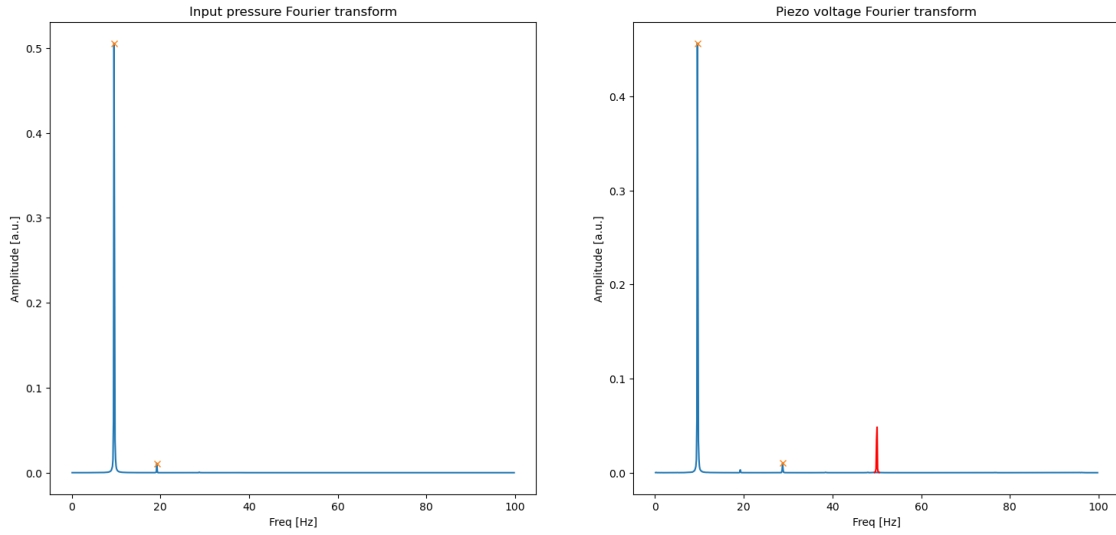 Input pressure Fourier transform
0.5
0.4
0.3
0.2
0.1
0.0
Amplitude [a.u.]
0 20 40 60 80 100
Freq [Hz]
Piezo voltage Fourier transform
0.4
0.3
0.2
0.1
0.0
Amplitude [a.u.]
0 20 40 60 80 100
Freq [Hz]